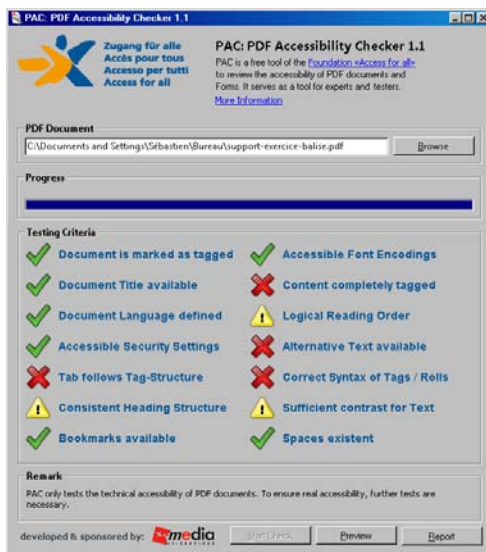 PAC: PDF Accessibility Checker 1.1
Zugang für alle
Accès pour tous
Accesso per tutti
Access for all
PAC: PDF Accessibility Checker 1.1
PAC is a free tool of the Foundation «Access for all»
to review the accessibility of PDF documents and
Forms. It serves as a tool for experts and testers.
More Information
PDF Document
C:\Documents and Settings\Sébastien\Bureau\support-exercice-balise.pdf
Browse
Progress
Testing Criteria
Document is marked as tagged
Accessible Font Encodings
Document Title available
Content completely tagged
Document Language defined
Logical Reading Order
Accessible Security Settings
Alternative Text available
Tab follows Tag-Structure
Correct Syntax of Tags / Rolls
Consistent Heading Structure
Sufficient contrast for Text
Bookmarks available
Spaces existent
Remark
PAC only tests the technical accessibility of PDF documents. To ensure real accessibility, further tests are
necessary.
developed & sponsored by:
media
Start Check
Preview
Report